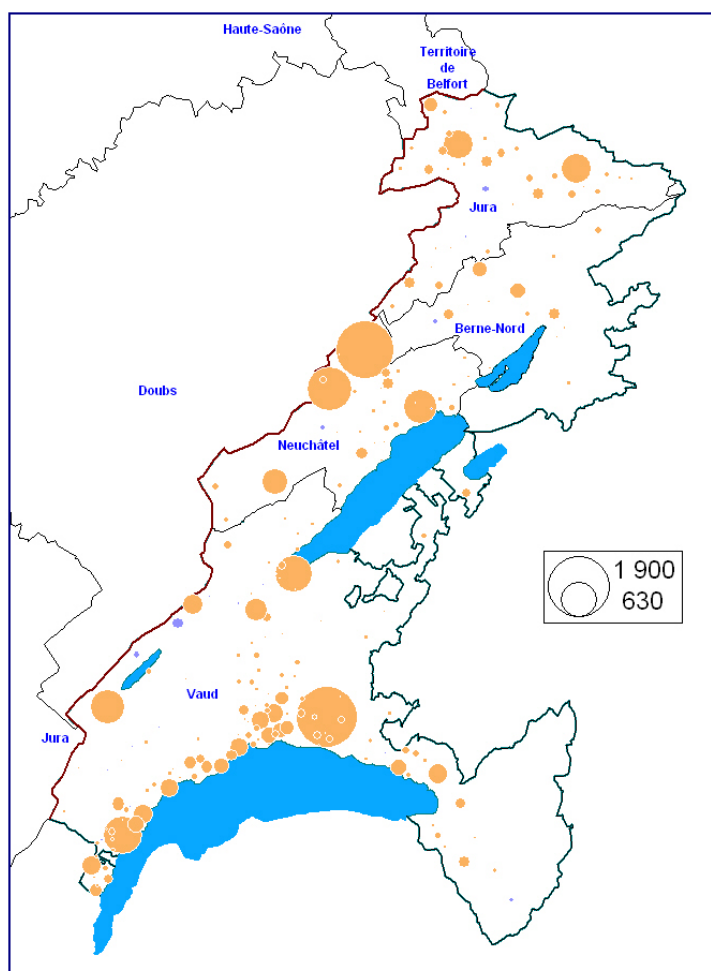 Haute-Saône
Territoire
de
Belfort
Jura
Berne-Nord
Doubs
Neuchâtel
1 900
630
Vaud
Jura